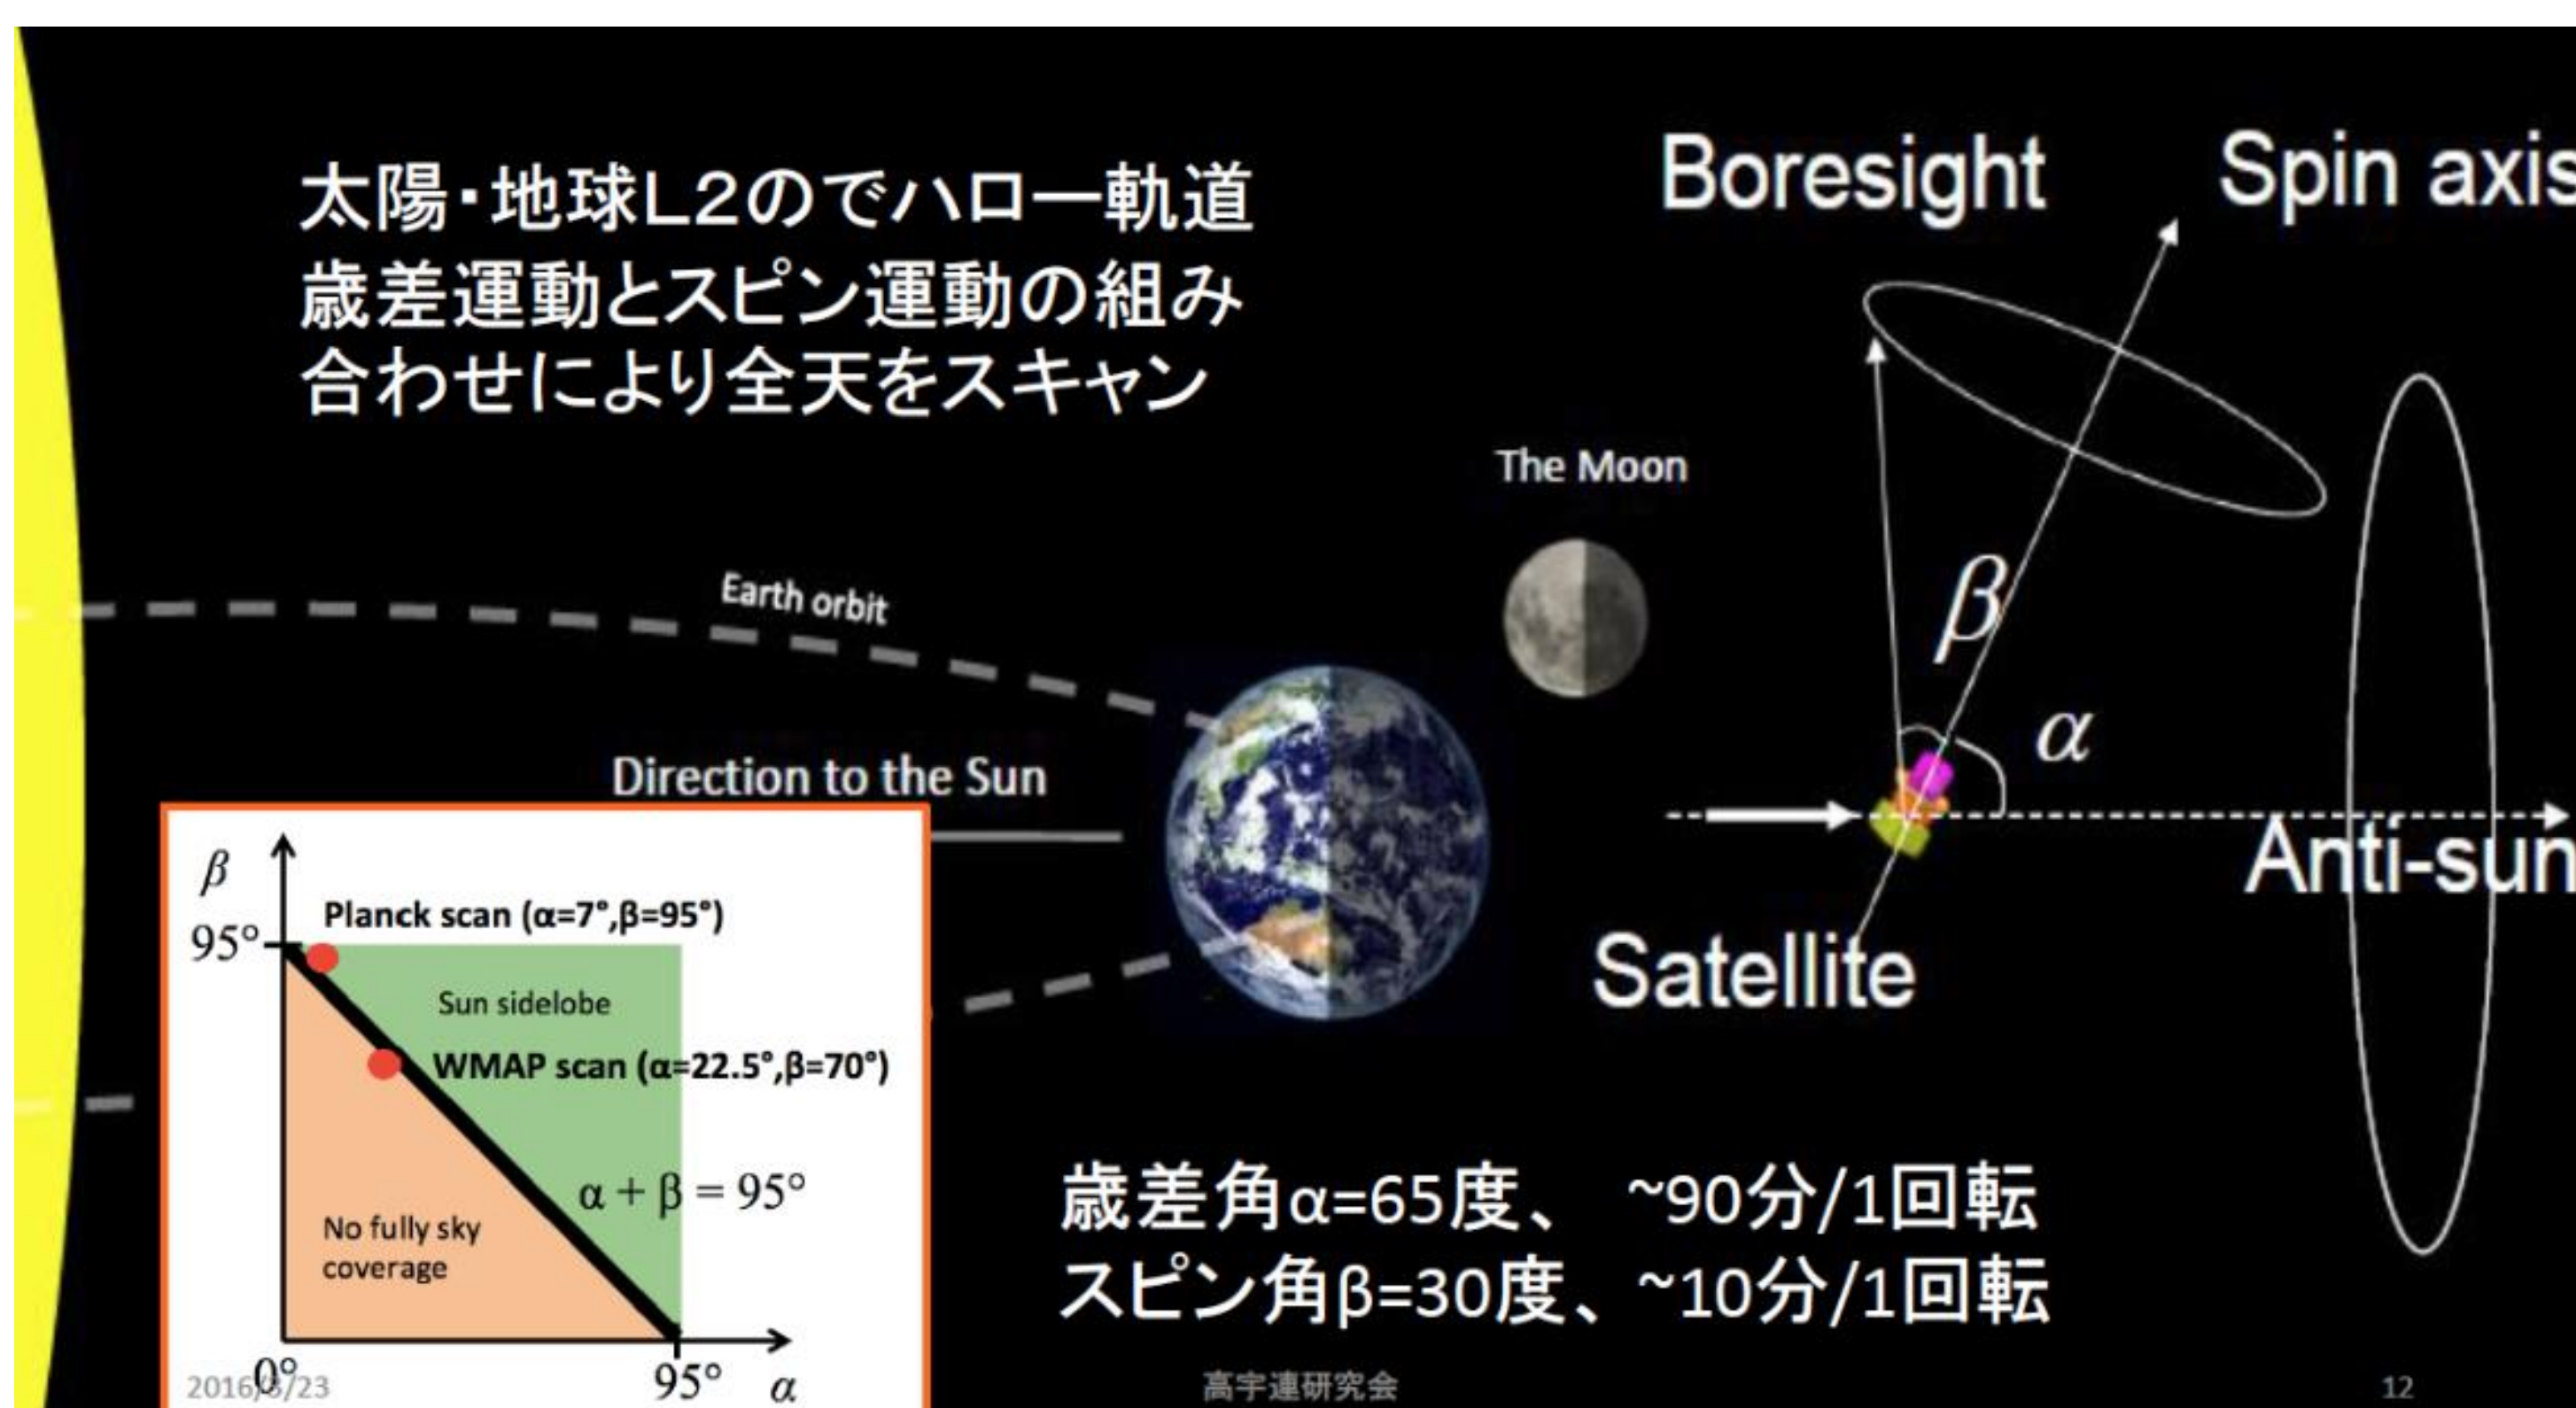 太陽・地球L2のでハロー軌道
歳差運動とスピン運動の組み
合わせにより全天をスキャン
Boresight
Spin axis
The Moon
Earth orbit
β
α
Direction to the Sun
Anti-sun
Satellite
β
95°
Planck scan (α=7°,β=95°)
Sun sidelobe
WMAP scan (α=22.5°,β=70°)
α + β = 95°
No fully sky
coverage
0°
95°
α
歳差角α=65度、 ~90分/1回転
スピン角β=30度、~10分/1回転
2016/3/23
高宇連研究会
12